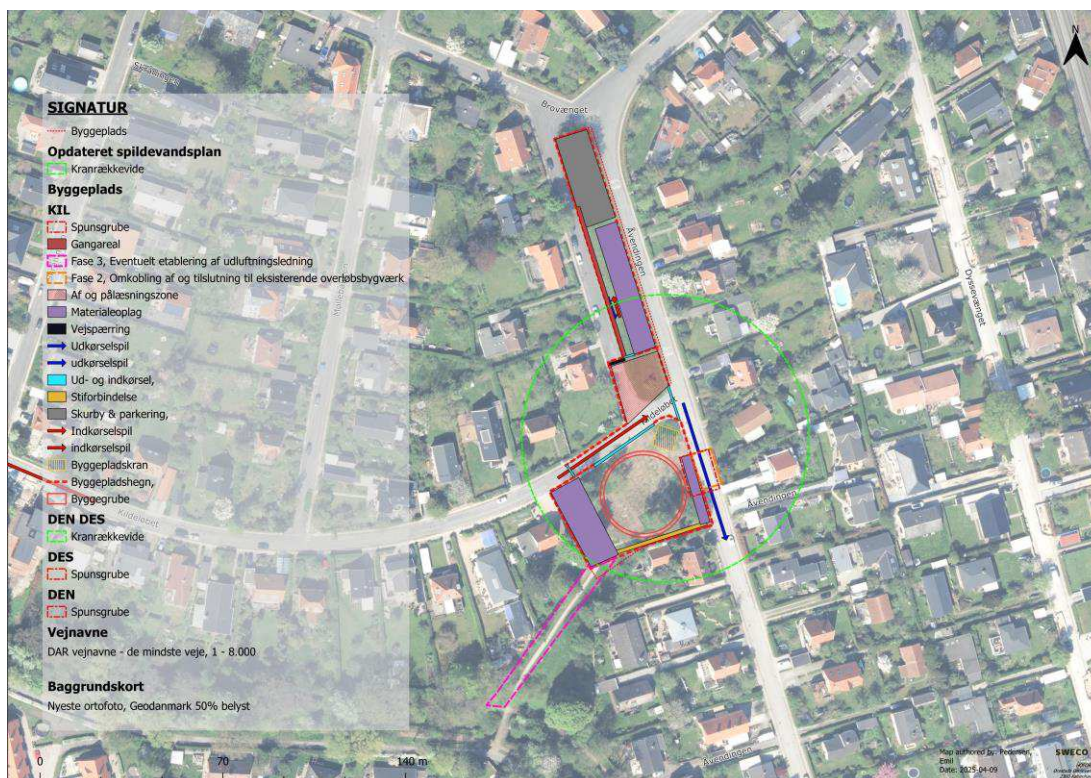 N
SIGNATUR
Byggeplads
Opdateret spildevandsplan
Kranrækkevide
Byggeplads
KIL
Spunsgrube
Gangareal
Fase 3, Eventuelt etablering af udluftningsledning
Fase 2, Omkobling af og tilslutning til eksisterende overløbsbygværk
Af og pålæsningszone
Materialeoplag
Vejspærring
Udkørselspil
udkørselspil
Ud- og indkørsel,
Stiforbindelse
Skurby & parkering,
Indkørselspil
indkørselspil
Byggepladskran
Byggepladshegn,
Byggegrube
DEN DES
Kranrækkevide
DES
Spunsgrube
DEN
Spunsgrube
Vejnavne
DAR vejnavne - de mindste veje, 1 - 8.000
Baggrundskort
Nyeste ortofoto, Geodanmark 50% belyst
0 70 140 m
Brovænget
Åvendingen
Dyssevænget
Kildeløbet
Åvendingen
Åvendingen
Map authored by: Pedersen,
Emil
Date: 2025-04-09
SWECO